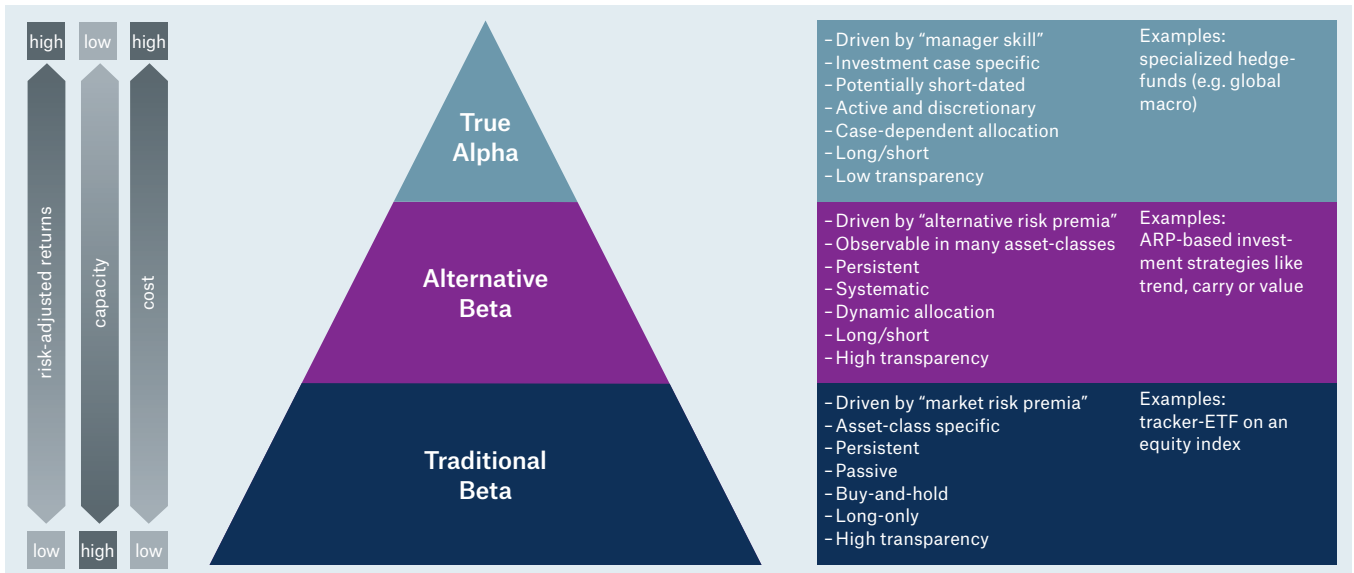 high low high
risk-adjusted returns
capacity
cost
low high low
True
Alpha
Alternative
Beta
Traditional
Beta
– Driven by “manager skill”
– Investment case specific
– Potentially short-dated
– Active and discretionary
– Case-dependent allocation
– Long/short
– Low transparency
Examples:
specialized hedge-
funds (e.g. global
macro)
– Driven by “alternative risk premia”
– Observable in many asset-classes
– Persistent
– Systematic
– Dynamic allocation
– Long/short
– High transparency
Examples:
ARP-based invest-
ment strategies like
trend, carry or value
– Driven by “market risk premia”
– Asset-class specific
– Persistent
– Passive
– Buy-and-hold
– Long-only
– High transparency
Examples:
tracker-ETF on an
equity index